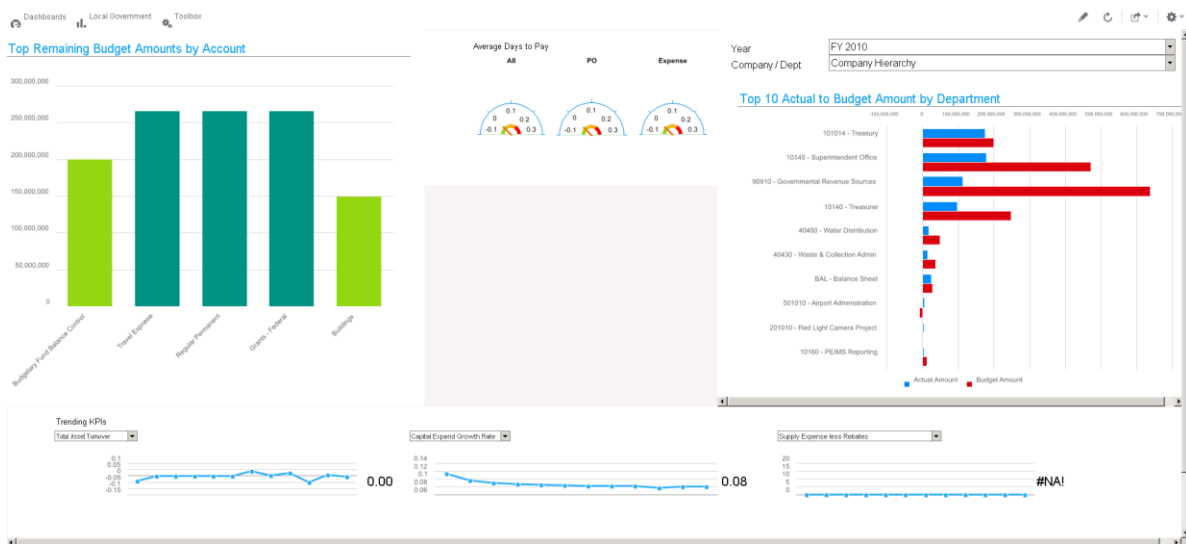 Dashboards
Local Government
Toolbox
Top Remaining Budget Amounts by Account
300,000,000
250,000,000
200,000,000
150,000,000
100,000,000
50,000,000
0
Budgetary Fund Balance Control
Travel Expense
Regular Permanent
Grants - Federal
Buildings
Average Days to Pay
All PO Expense
-0.1 0 0.1 0.2 0.3
-0.1 0 0.1 0.2 0.3
-0.1 0 0.1 0.2 0.3
Year FY 2010
Company / Dept Company Hierarchy
Top 10 Actual to Budget Amount by Department
-100,000,000 0 100,000,000 200,000,000 300,000,000 400,000,000 500,000,000 600,000,000 700,000,000
101014 - Treasury
10145 - Superintendent Office
90910 - Governmental Revenue Sources
10140 - Treasurer
40450 - Water Distribution
40430 - Waste & Collection Admin
BAL - Balance Sheet
501010 - Airport Administration
201010 - Red Light Camera Project
10160 - PEIMS Reporting
Actual Amount Budget Amount
Trending KPIs
Total Asset Turnover
0.1
0.05
0
-0.05
-0.1
-0.15
0.00
Capital Expend Growth Rate
0.14
0.12
0.1
0.08
0.06
0.08
Supply Expense less Rebates
20
15
10
5
0
#NA!